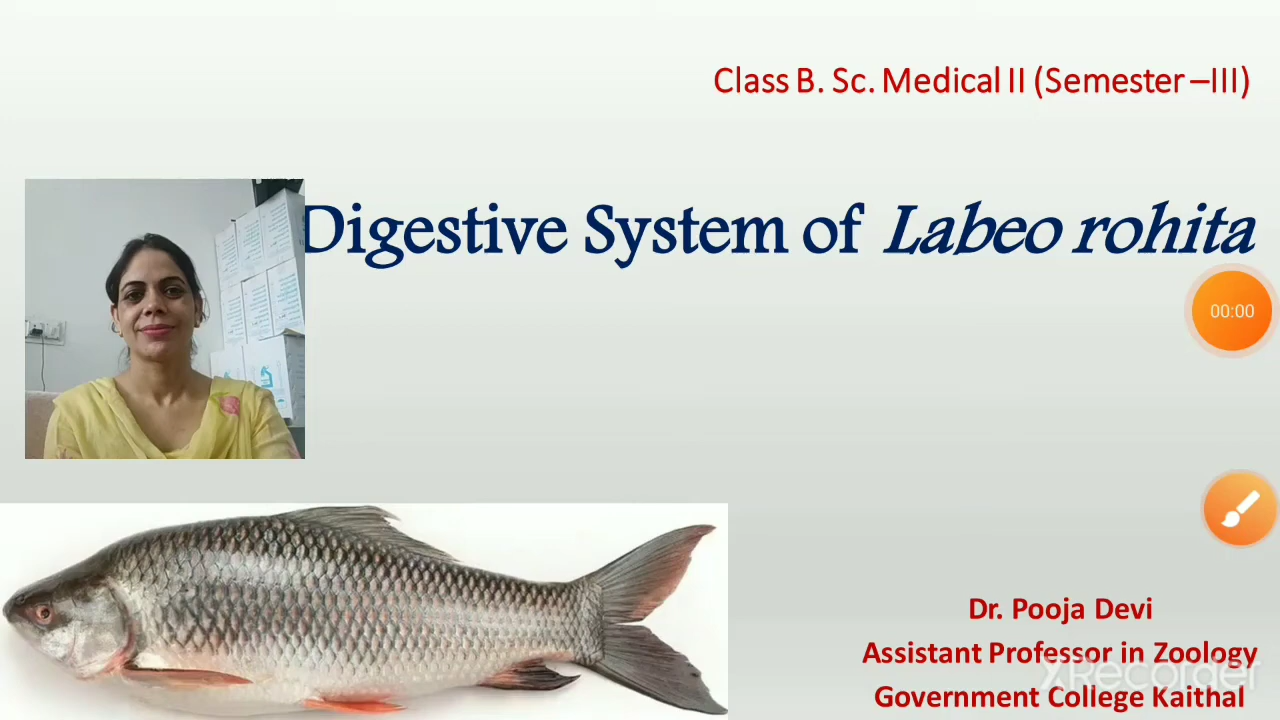 Class B. Sc. Medical II (Semester –III)
Digestive System of Labeo rohita
00:00
Dr. Pooja Devi
Assistant Professor in Zoology
Government College Kaithal
XRecorder